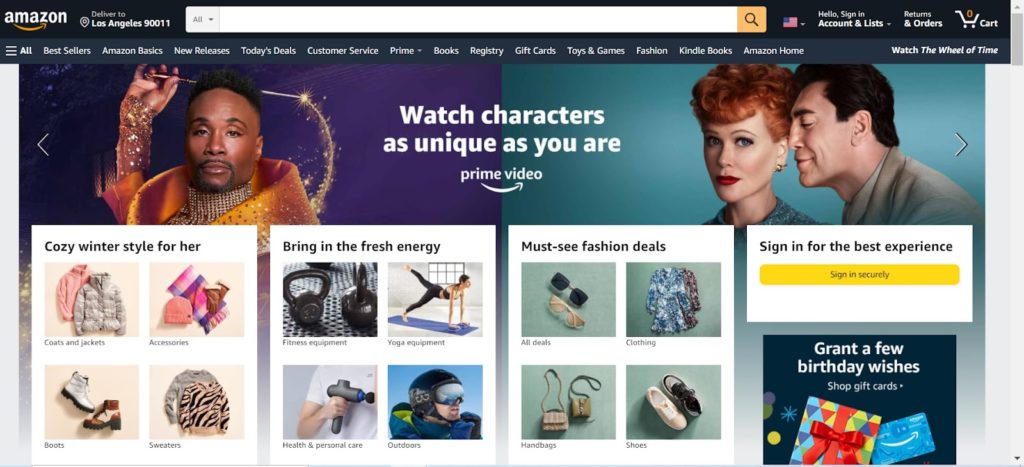 amazon
Deliver to
Los Angeles 90011
All
Hello, Sign in
Account & Lists
Returns
& Orders
0
Cart
All
Best Sellers
Amazon Basics
New Releases
Today's Deals
Customer Service
Prime
Books
Registry
Gift Cards
Toys & Games
Fashion
Kindle Books
Amazon Home
Watch The Wheel of Time
Watch characters
as unique as you are
prime video
Cozy winter style for her
Coats and jackets
Accessories
Boots
Sweaters
Bring in the fresh energy
Fitness equipment
Yoga equipment
Health & personal care
Outdoors
Must-see fashion deals
All deals
Clothing
Handbags
Shoes
Sign in for the best experience
Sign in securely
Grant a few
birthday wishes
Shop gift cards